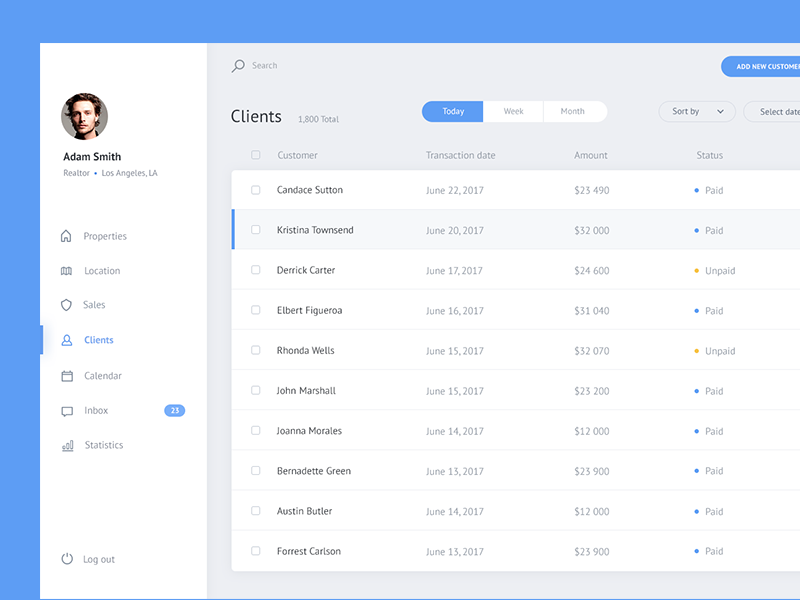 Search
ADD NEW CUSTOMER
Clients
1,800 Total
Today
Week
Month
Sort by
Select date
Adam Smith
Realtor • Los Angeles, LA
Properties
Location
Sales
Clients
Calendar
Inbox 23
Statistics
Log out
Customer Transaction date Amount Status
Candace Sutton June 22, 2017 $23 490 Paid
Kristina Townsend June 20, 2017 $32 000 Paid
Derrick Carter June 17, 2017 $24 600 Unpaid
Elbert Figueroa June 16, 2017 $31 040 Paid
Rhonda Wells June 15, 2017 $32 070 Unpaid
John Marshall June 15, 2017 $23 200 Paid
Joanna Morales June 14, 2017 $12 000 Paid
Bernadette Green June 13, 2017 $23 900 Paid
Austin Butler June 14, 2017 $12 000 Paid
Forrest Carlson June 13, 2017 $23 900 Paid